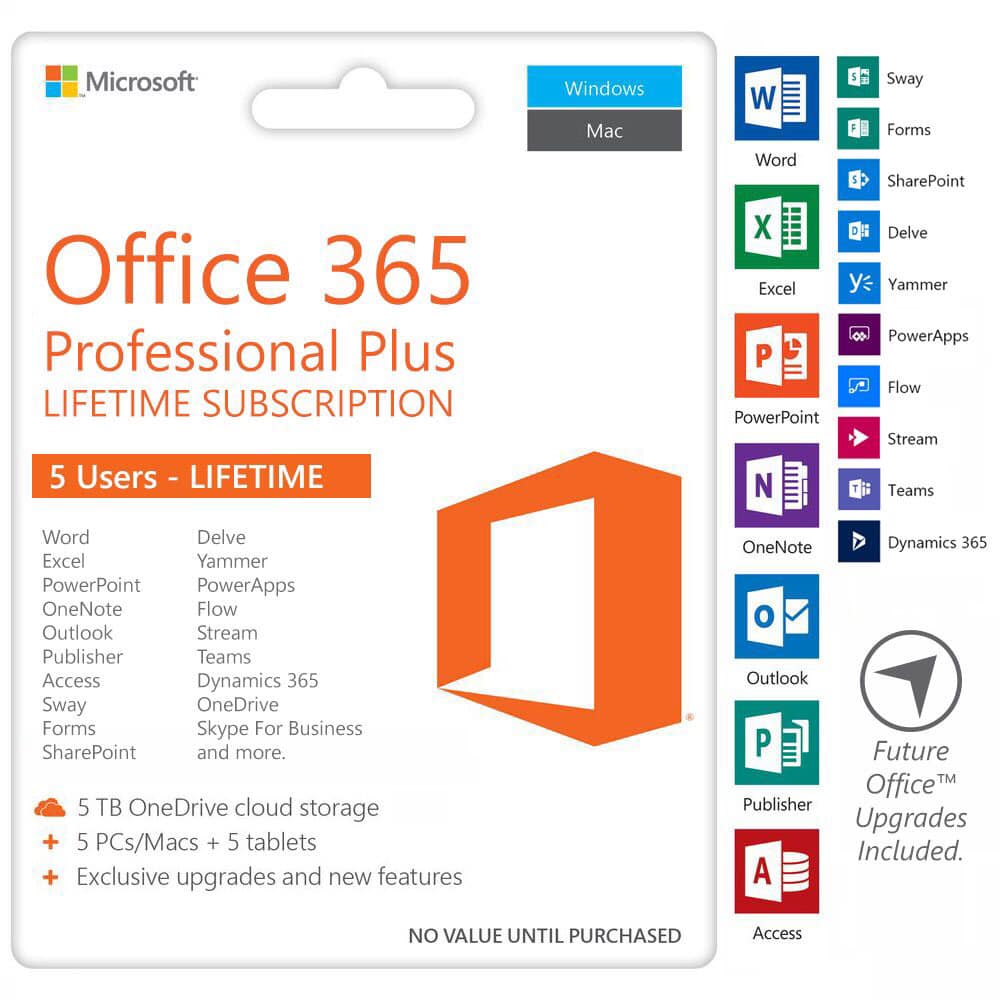 Microsoft™
Windows
Mac
Office 365
Professional Plus
LIFETIME SUBSCRIPTION
5 Users - LIFETIME
Word
Excel
PowerPoint
OneNote
Outlook
Publisher
Access
Sway
Forms
SharePoint
Delve
Yammer
PowerApps
Flow
Stream
Teams
Dynamics 365
OneDrive
Skype For Business
and more.
®
5 TB OneDrive cloud storage
+ 5 PCs/Macs + 5 tablets
+ Exclusive upgrades and new features
NO VALUE UNTIL PURCHASED
W
Word
X
Excel
P
PowerPoint
N
OneNote
O
Outlook
P
Publisher
A
Access
S Sway
F Forms
S SharePoint
D Delve
Y Yammer
PowerApps
Flow
Stream
T Teams
Dynamics 365
Future
Office™
Upgrades
Included.